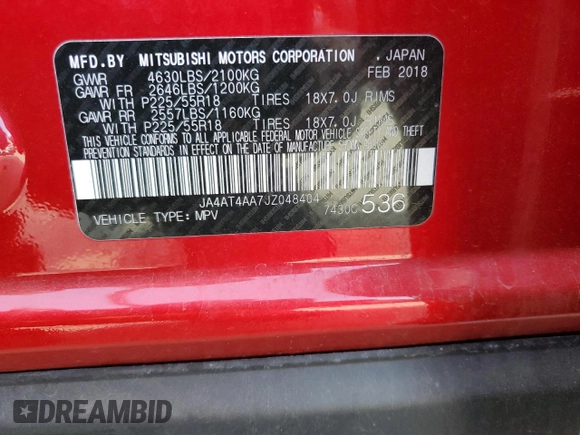 MFD.BY MITSUBISHI MOTORS CORPORATION , JAPAN
GVWR 4630LBS/2100KG FEB 2018
GAWR FR 2646LBS/1200KG
WITH P225/55R18 TIRES 18X7.0J RIMS
GAWR RR 2557LBS/1160KG
WITH P225/55R18 TIRES 18X7.0J
THIS VEHICLE CONFORMS TO ALL APPLICABLE FEDERAL MOTOR VEHICLE AND THEFT
PREVENTION STANDARDS IN EFFECT ON THE DATE OF MANUFACTURE
JA4AT4AA7JZ048404
VEHICLE TYPE: MPV 7430C 536
DREAMBID